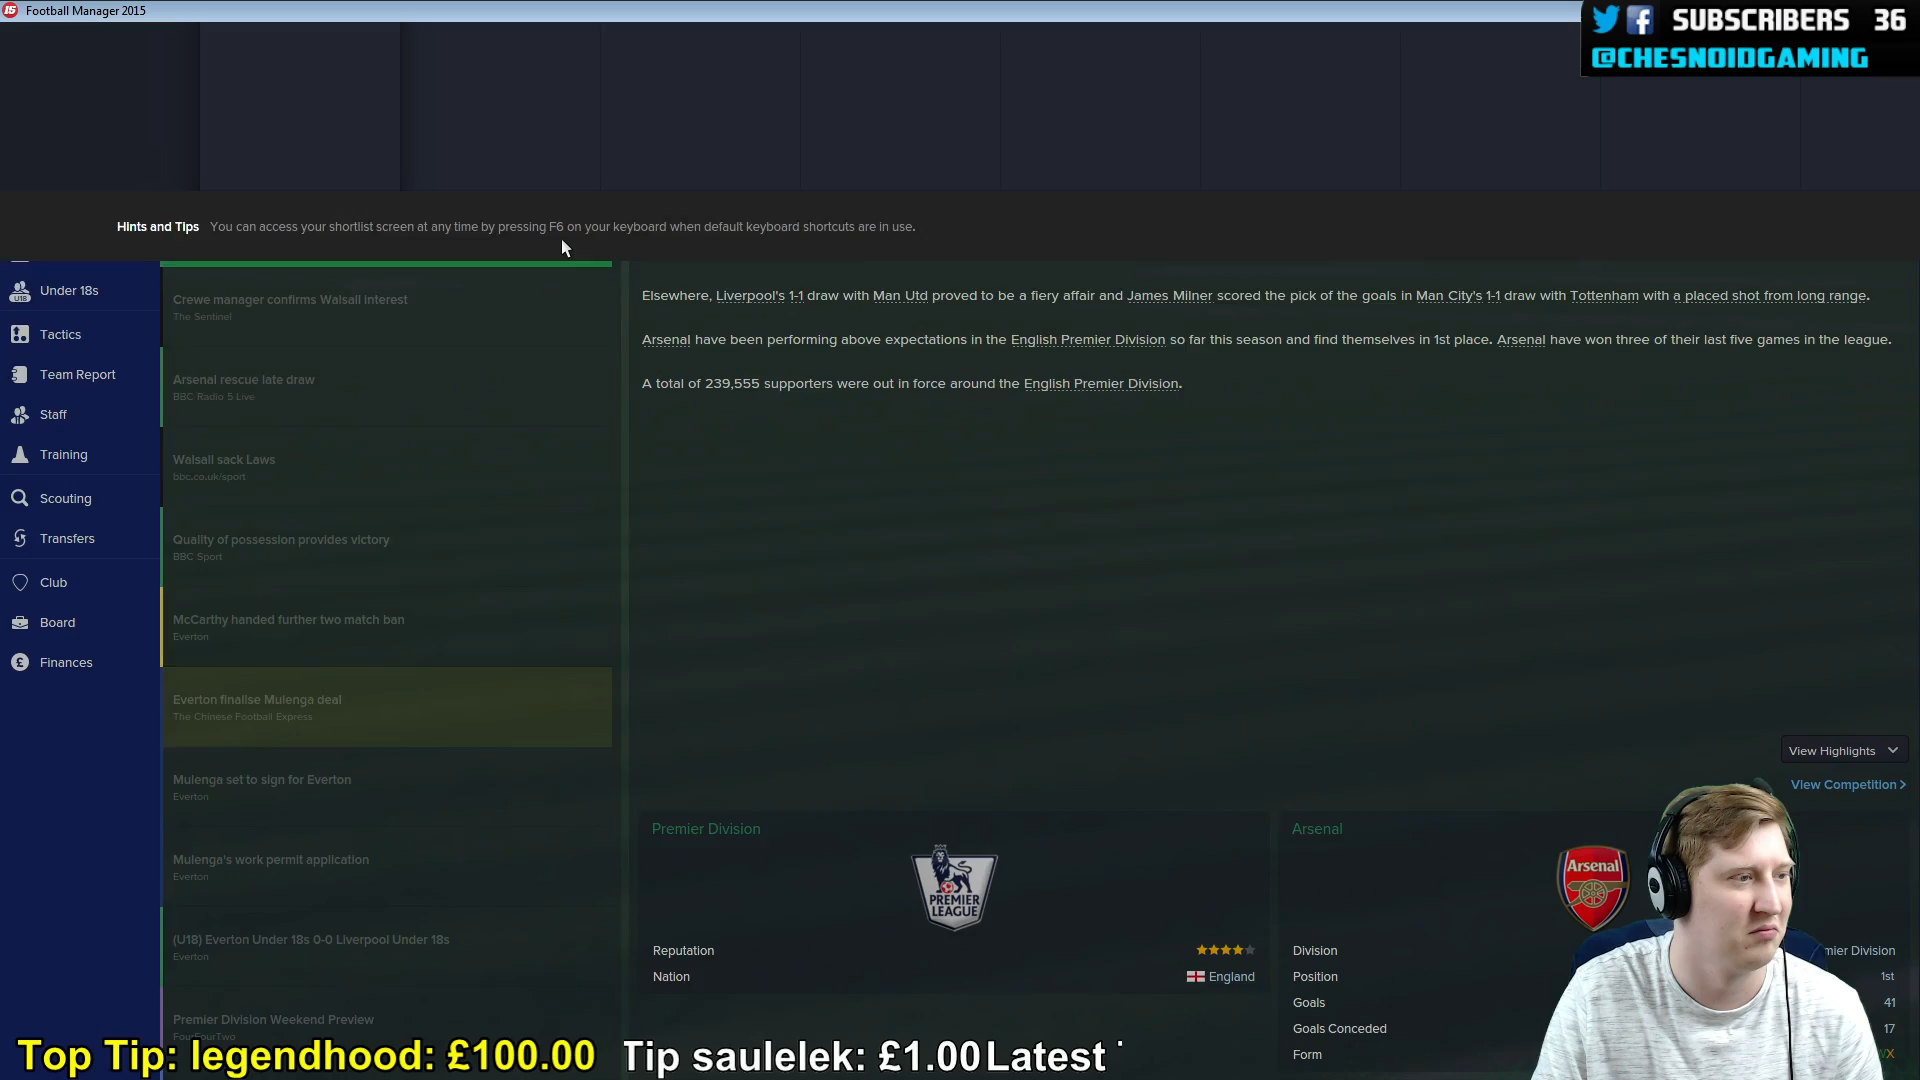 Football Manager 2015
SUBSCRIBERS 36
@CHESNOIDGAMING
Hints and Tips You can access your shortlist screen at any time by pressing F6 on your keyboard when default keyboard shortcuts are in use.
Under 18s
Tactics
Team Report
Staff
Training
Scouting
Transfers
Club
Board
Finances
Crewe manager confirms Walsall interest
The Sentinel
Arsenal rescue late draw
BBC Radio 5 Live
Walsall sack Laws
bbc.co.uk/sport
Quality of possession provides victory
BBC Sport
McCarthy handed further two match ban
Everton
Everton finalise Mulenga deal
The Chinese Football Express
Mulenga set to sign for Everton
Everton
Mulenga's work permit application
Everton
(U18) Everton Under 18s 0-0 Liverpool Under 18s
Everton
Premier Division Weekend Preview
FourFourTwo
Elsewhere, Liverpool's 1-1 draw with Man Utd proved to be a fiery affair and James Milner scored the pick of the goals in Man City's 1-1 draw with Tottenham with a placed shot from long range.
Arsenal have been performing above expectations in the English Premier Division so far this season and find themselves in 1st place. Arsenal have won three of their last five games in the league.
A total of 239,555 supporters were out in force around the English Premier Division.
View Highlights
View Competition >
Premier Division
PREMIER
LEAGUE
Reputation
Nation England
Arsenal
Arsenal
Division mier Division
Position 1st
Goals 41
Goals Conceded 17
Form X
Top Tip: legendhood: £100.00 Tip saulelek: £1.00 Latest